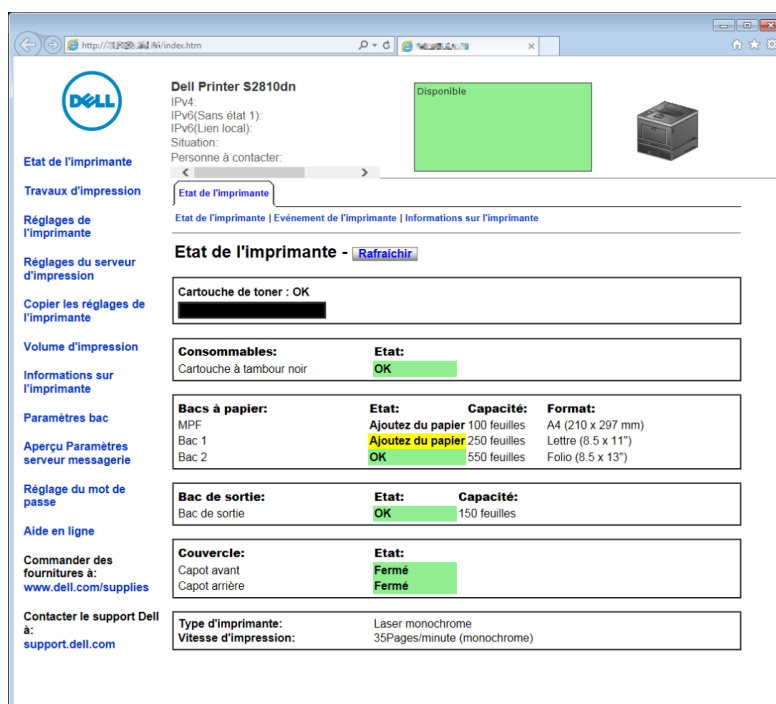 http://
/index.htm
DELL
Dell Printer S2810dn
IPv4:
IPv6(Sans état 1):
IPv6(Lien local):
Situation:
Personne à contacter:
Disponible
Etat de l'imprimante
Travaux d'impression
Réglages de
l'imprimante
Réglages du serveur
d'impression
Copier les réglages de
l'imprimante
Volume d'impression
Informations sur
l'imprimante
Paramètres bac
Aperçu Paramètres
serveur messagerie
Réglage du mot de
passe
Aide en ligne
Commander des
fournitures à:
www.dell.com/supplies
Contacter le support Dell
à:
support.dell.com
Etat de l'imprimante
Etat de l'imprimante | Evénement de l'imprimante | Informations sur l'imprimante
Etat de l'imprimante - Rafraîchir
Cartouche de toner : OK
Consommables: Etat:
Cartouche à tambour noir OK
Bacs à papier: Etat: Capacité: Format:
MPF Ajoutez du papier 100 feuilles A4 (210 x 297 mm)
Bac 1 Ajoutez du papier 250 feuilles Lettre (8.5 x 11")
Bac 2 OK 550 feuilles Folio (8.5 x 13")
Bac de sortie: Etat: Capacité:
Bac de sortie OK 150 feuilles
Couvercle: Etat:
Capot avant Fermé
Capot arrière Fermé
Type d'imprimante: Laser monochrome
Vitesse d'impression: 35Pages/minute (monochrome)